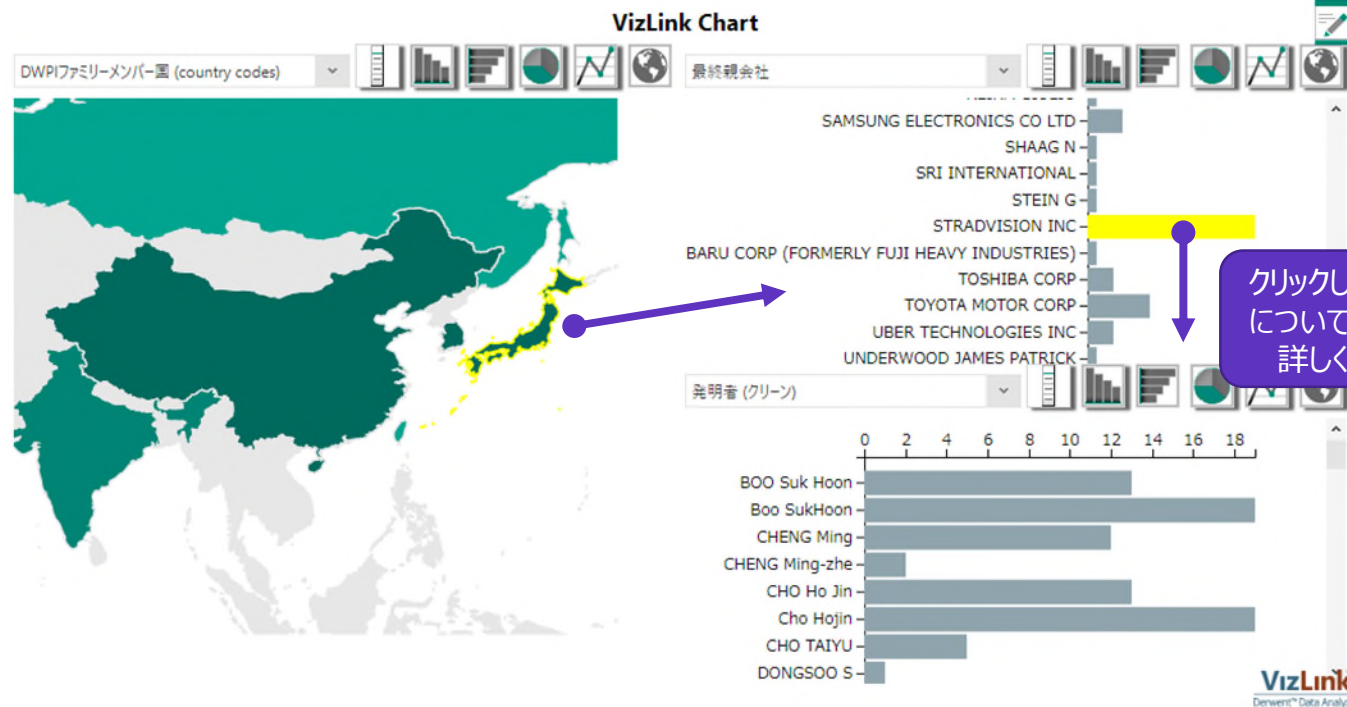 VizLink Chart
DWPIファミリーメンバー国 (country codes)
最終親会社
SAMSUNG ELECTRONICS CO LTD
SHAAG N
SRI INTERNATIONAL
STEIN G
STRADVISION INC
BARU CORP (FORMERLY FUJI HEAVY INDUSTRIES)
TOSHIBA CORP
TOYOTA MOTOR CORP
UBER TECHNOLOGIES INC
UNDERWOOD JAMES PATRICK
クリックし
について
詳しく
発明者 (クリーン)
0 2 4 6 8 10 12 14 16 18
BOO Suk Hoon
Boo SukHoon
CHENG Ming
CHENG Ming-zhe
CHO Ho Jin
Cho Hojin
CHO TAIYU
DONGSOO S
VizLink
Derwent™ Data Analyz